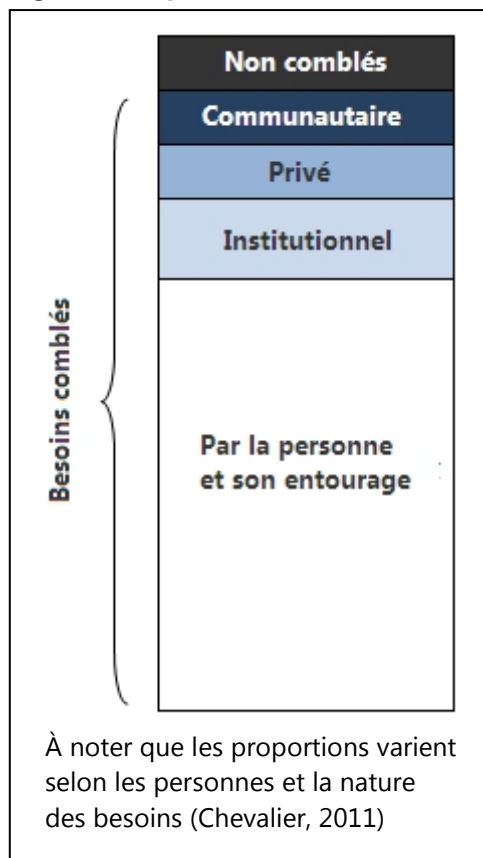 Non comblés
Communautaire
Privé
Institutionnel
Besoins comblés
Par la personne
et son entourage
À noter que les proportions varient
selon les personnes et la nature
des besoins (Chevalier, 2011)